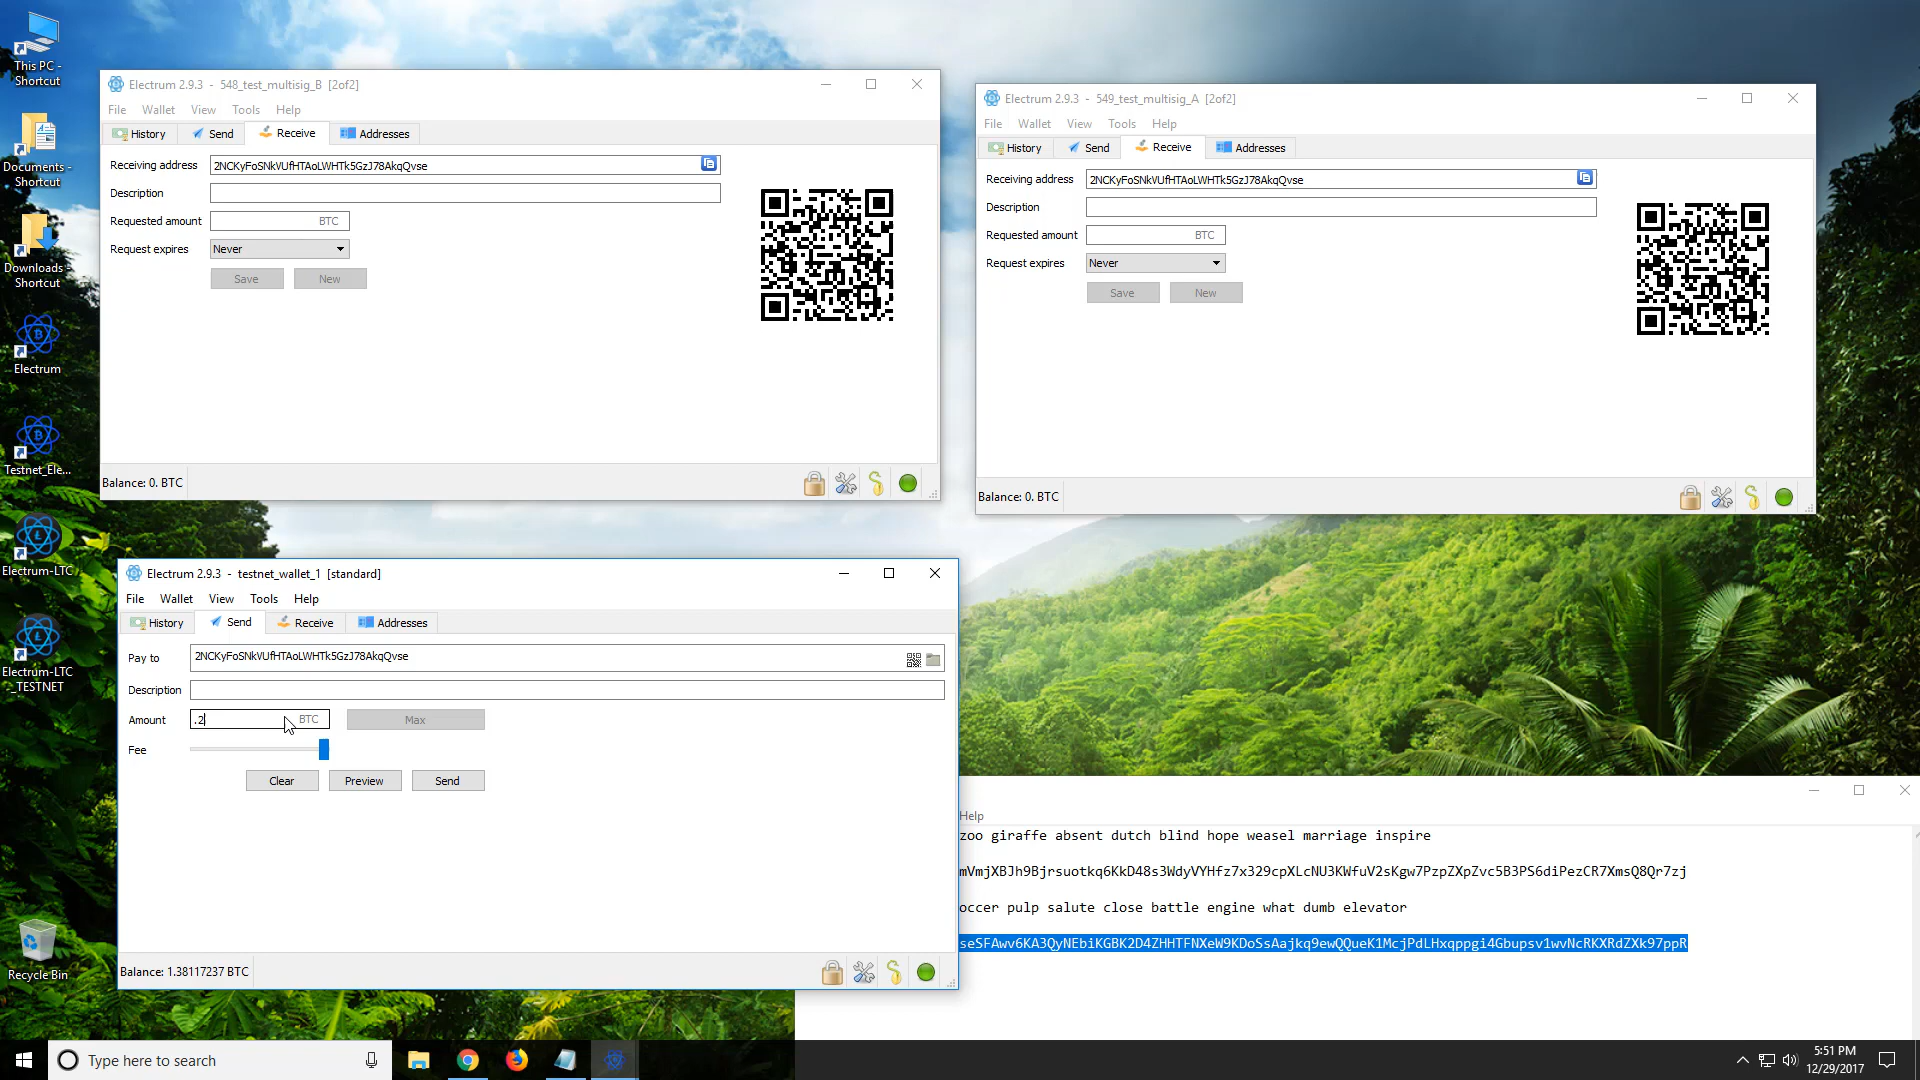 This PC -
Shortcut
Documents -
Shortcut
Downloads -
Shortcut
Electrum
Testnet_Ele...
Electrum-LTC
Electrum-LTC
_TESTNET
Recycle Bin
Electrum 2.9.3 - 548_test_multisig_B [2of2]
File Wallet View Tools Help
History Send Receive Addresses
Receiving address 2NCKyFoSNkVUfHTAoLWHTk5GzJ78AkqQvse
Description
Requested amount BTC
Request expires Never
Save New
Balance: 0. BTC
Electrum 2.9.3 - 549_test_multisig_A [2of2]
File Wallet View Tools Help
History Send Receive Addresses
Receiving address 2NCKyFoSNkVUfHTAoLWHTk5GzJ78AkqQvse
Description
Requested amount BTC
Request expires Never
Save New
Balance: 0. BTC
Electrum 2.9.3 - testnet_wallet_1 [standard]
File Wallet View Tools Help
History Send Receive Addresses
Pay to 2NCKyFoSNkVUfHTAoLWHTk5GzJ78AkqQvse
Description
Amount .2 BTC Max
Fee
Clear Preview Send
Balance: 1.38117237 BTC
Help
zoo giraffe absent dutch blind hope weasel marriage inspire
mVmjXBJh9Bjrsuotkq6KkD48s3WdyVYHfz7x329cpXLcNU3KWfuV2sKgw7PzpZXpZvc5B3PS6diPezCR7XmsQ8Qr7zj
occer pulp salute close battle engine what dumb elevator
seSFAwv6KA3QyNEbiKGBK2D4ZHHTFNXeW9KDoSsAajkq9ewQQueK1McjPdLHxqppgi4Gbupsv1wvNcRKXRdZXk97ppR
Type here to search
5:51 PM
12/29/2017